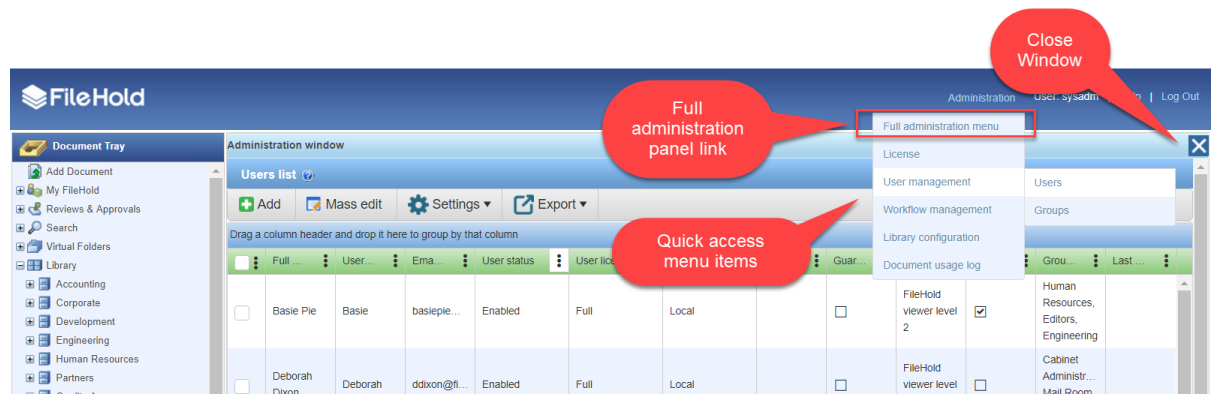 Close
Window
FileHold
Full
administration
panel link
Administration
User: sysadm
| Log Out
Full administration menu
License
User management
Workflow management
Library configuration
Document usage log
Users
Groups
Quick access
menu items
Document Tray
Add Document
My FileHold
Reviews & Approvals
Search
Virtual Folders
Library
Accounting
Corporate
Development
Engineering
Human Resources
Partners
Administration window
Users list
Add Mass edit Settings Export
Drag a column header and drop it here to group by that column
Full ... User... Ema... User status User lice Guar... Grou... Last ...
Basie Pie Basie basiepie... Enabled Full Local
FileHold
viewer level
2
Human
Resources,
Editors,
Engineering
Deborah
Dixon
Deborah ddixon@fi... Enabled Full Local
FileHold
viewer level
Cabinet
Administr...
Mail Room